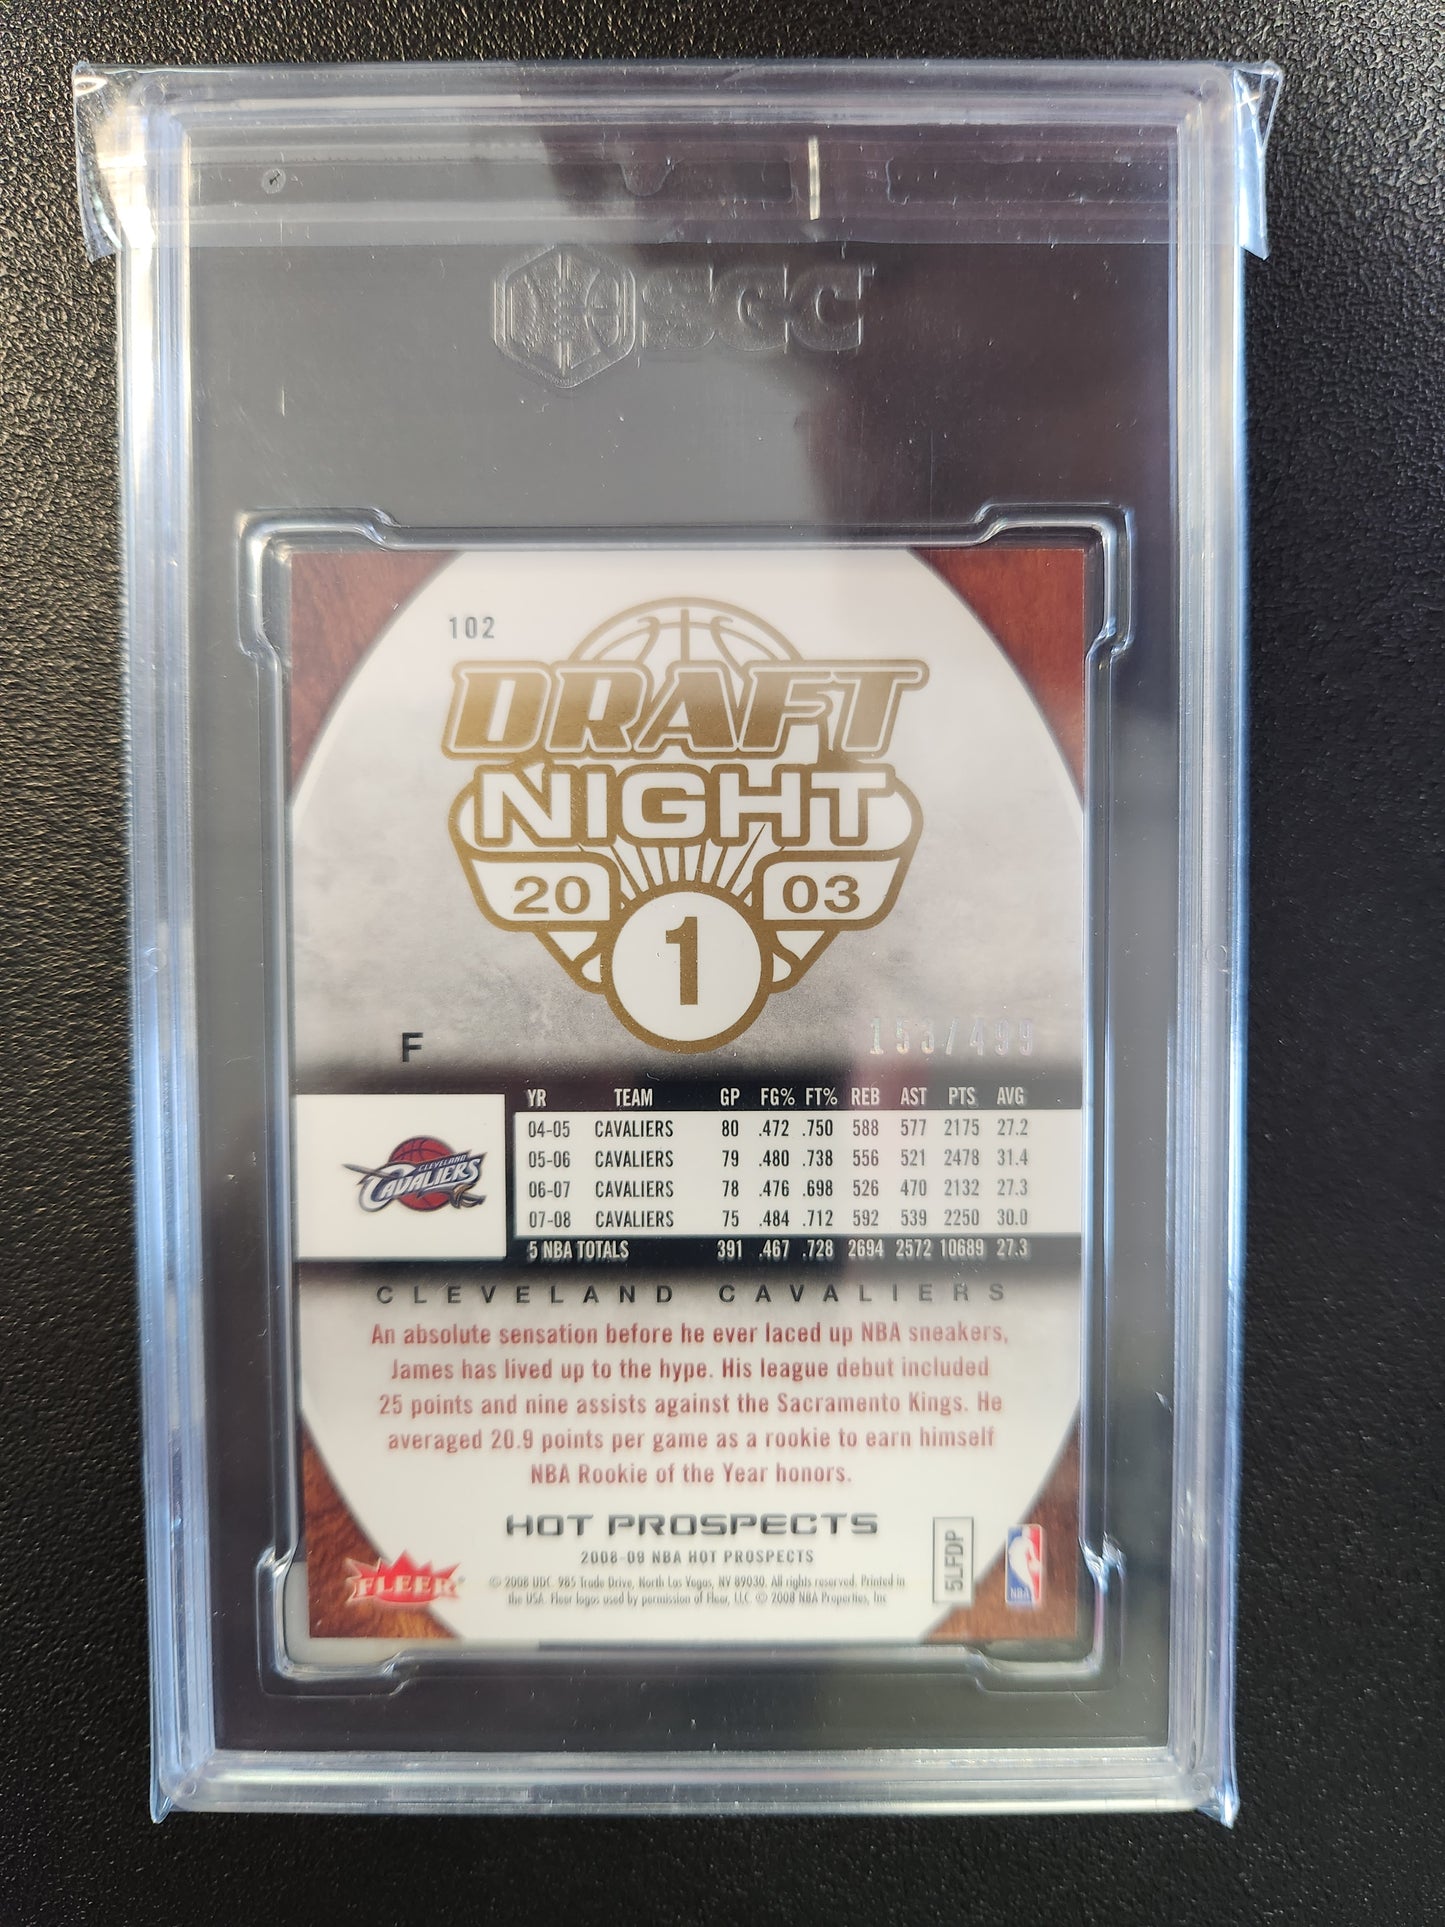 SGC
102
DRAFT
NIGHT
20 03
1
153/499
F
YR TEAM GP FG% FT% REB AST PTS AVG
04-05 CAVALIERS 80 .472 .750 588 577 2175 27.2
05-06 CAVALIERS 79 .480 .738 556 521 2478 31.4
06-07 CAVALIERS 78 .476 .698 526 470 2132 27.3
07-08 CAVALIERS 75 .484 .712 592 539 2250 30.0
5 NBA TOTALS 391 .467 .728 2694 2572 10689 27.3
CLEVELAND
CAVALIERS
CLEVELAND CAVALIERS
An absolute sensation before he ever laced up NBA sneakers,
James has lived up to the hype. His league debut included
25 points and nine assists against the Sacramento Kings. He
averaged 20.9 points per game as a rookie to earn himself
NBA Rookie of the Year honors.
HOT PROSPECTS
2008-09 NBA HOT PROSPECTS
FLEER
© 2008 UDC. 985 Trade Drive, North Las Vegas, NV 89030. All rights reserved. Printed in
the USA. Fleer logos used by permission of Fleer, LLC. © 2008 NBA Properties, Inc
5LFDP
NBA